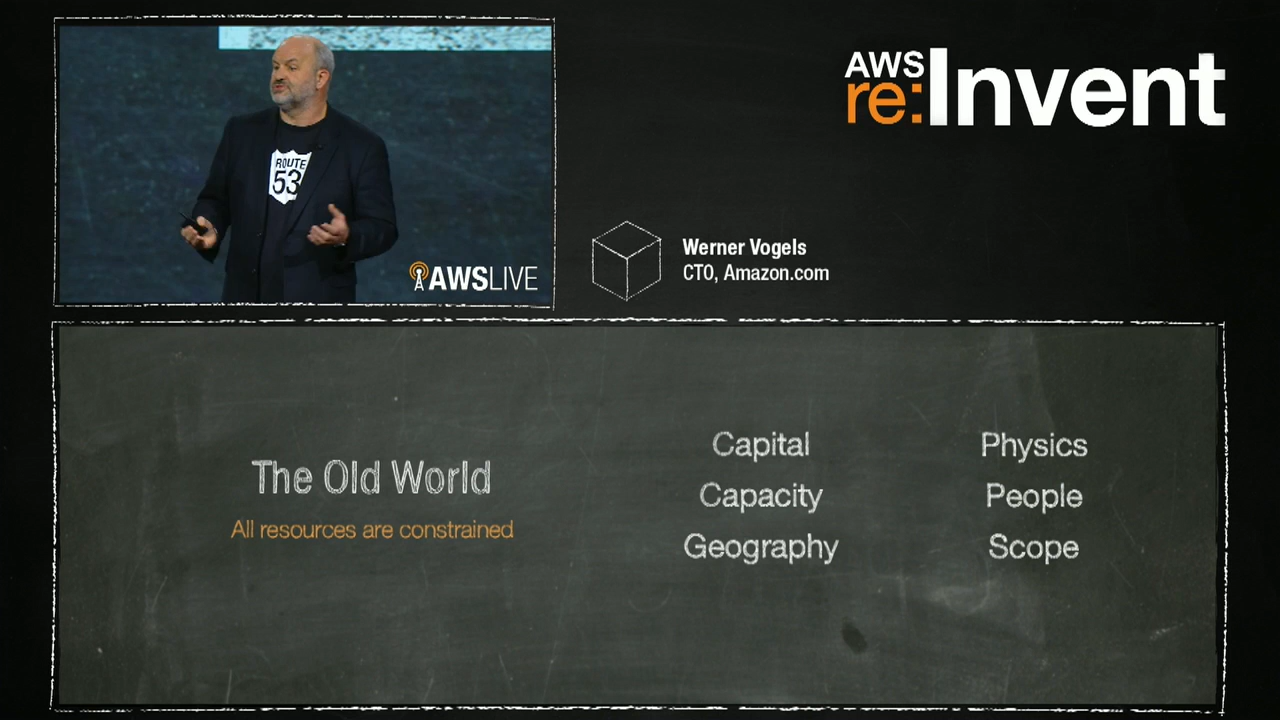 ROUTE
53
AWSLIVE
AWS
re:Invent
Werner Vogels
CTO, Amazon.com
The Old World
All resources are constrained
Capital
Capacity
Geography
Physics
People
Scope